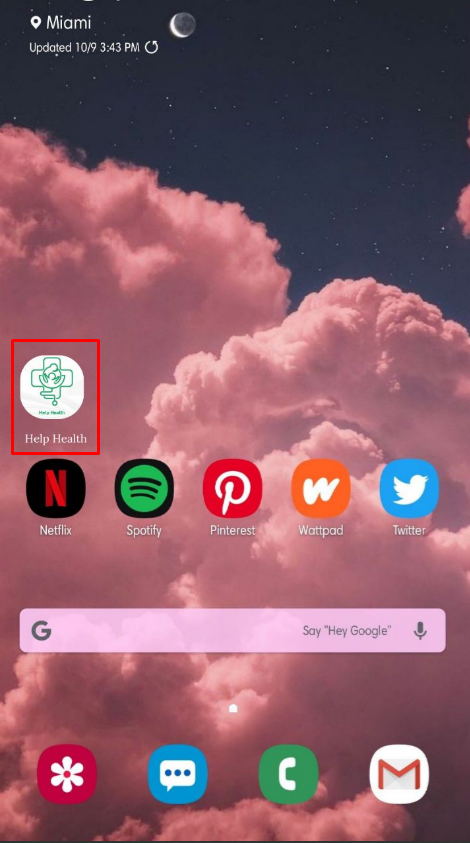 Miami
Updated 10/9 3:43 PM
Help Health
Help Health
Netflix
Spotify
Pinterest
Wattpad
Twitter
G
Say "Hey Google"